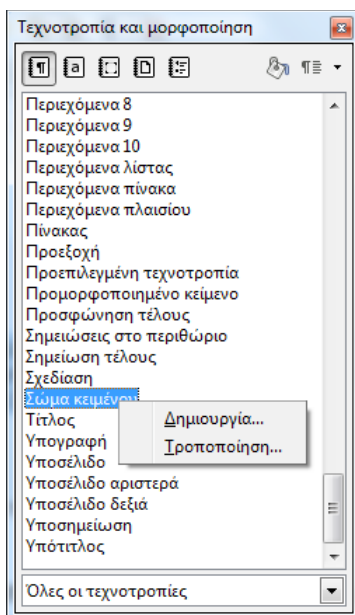 Τεχνοτροπία και μορφοποίηση
Περιεχόμενα 8
Περιεχόμενα 9
Περιεχόμενα 10
Περιεχόμενα λίστας
Περιεχόμενα πίνακα
Περιεχόμενα πλαισίου
Πίνακας
Προεξοχή
Προεπιλεγμένη τεχνοτροπία
Προμορφοποιημένο κείμενο
Προσφώνηση τέλους
Σημειώσεις στο περιθώριο
Σημείωση τέλους
Σχεδίαση
Σώμα κειμένου
Τίτλος
Δημιουργία...
Υπογραφή
Τροποποίηση...
Υποσέλιδο
Υποσέλιδο αριστερά
Υποσέλιδο δεξιά
Υποσημείωση
Υπότιτλος
Όλες οι τεχνοτροπίες